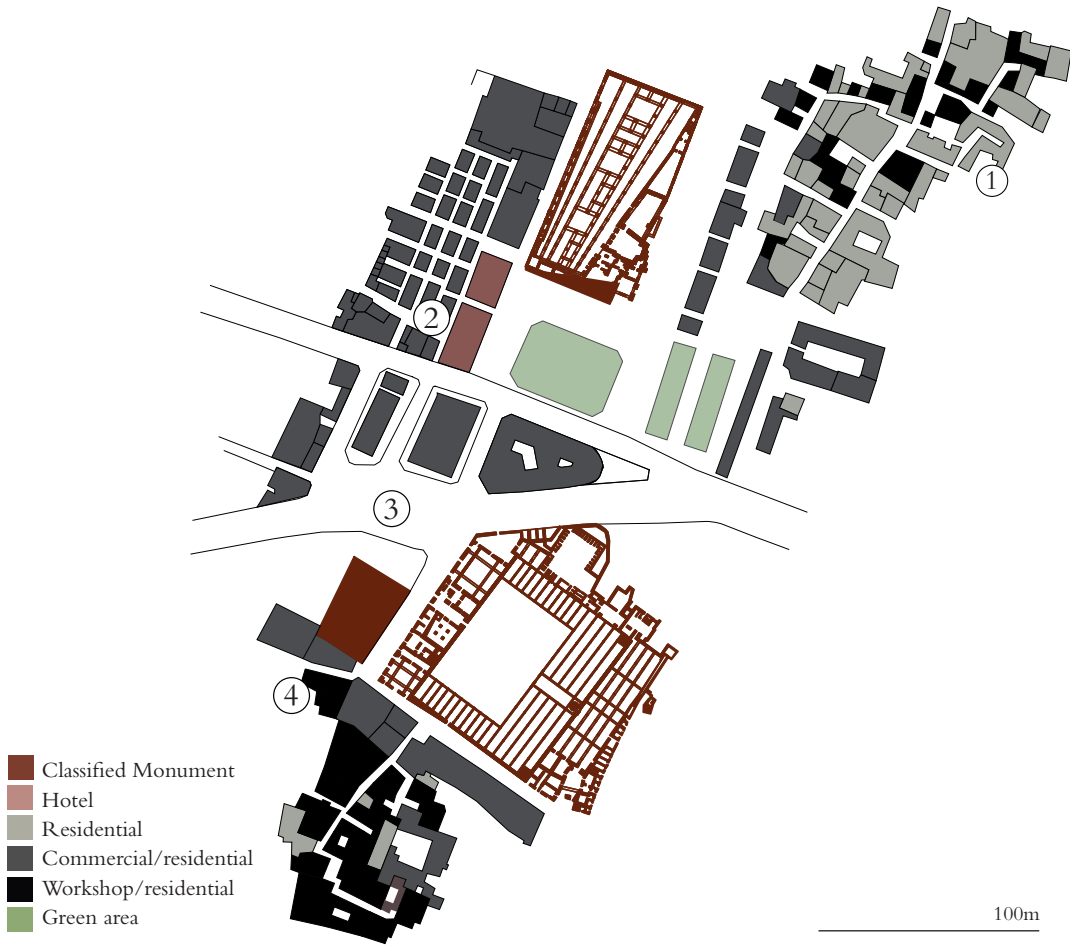 1
2
3
4
Classified Monument
Hotel
Residential
Commercial/residential
Workshop/residential
Green area
100m